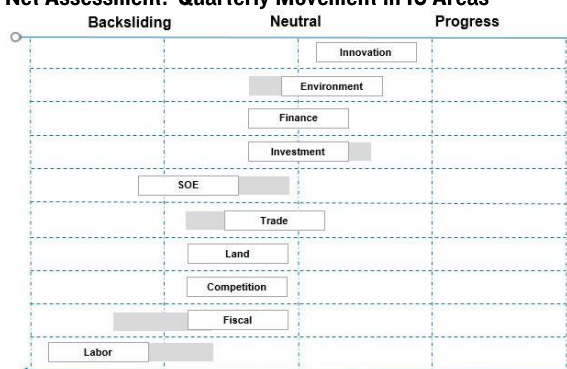 Net Assessment: Quarterly Movement in 10 Areas
Backsliding Neutral Progress
Innovation
Environment
Finance
Investment
SOE
Trade
Land
Competition
Fiscal
Labor